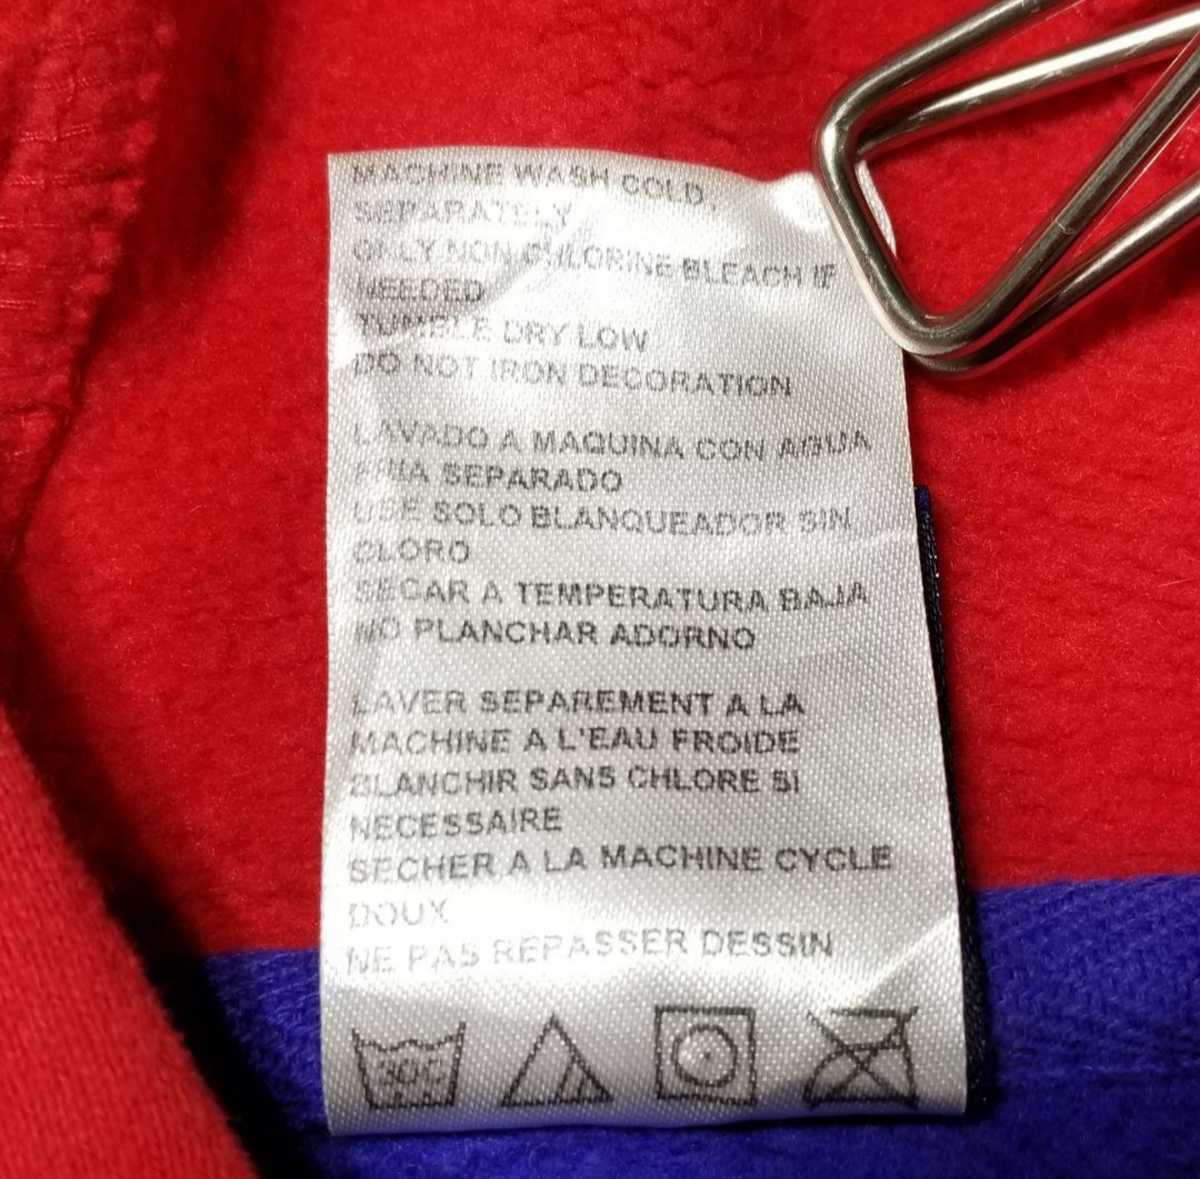 MACHINE WASH COLD,
SEPARATELY
ONLY NON CHLORINE BLEACH IF
NEEDED
TUMBLE DRY LOW
DO NOT IRON DECORATION
LAVADO A MAQUINA CON AGUA
FRIA SEPARADO
USE SOLO BLANQUEADOR SIN
CLORO
SECAR A TEMPERATURA BAJA
NO PLANCHAR ADORNO
LAVER SEPAREMENT A LA
MACHINE A L'EAU FROIDE
BLANCHIR SANS CHLORE SI
NECESSAIRE
SECHER A LA MACHINE CYCLE
DOUX
NE PAS REPASSER DESSIN
30°C